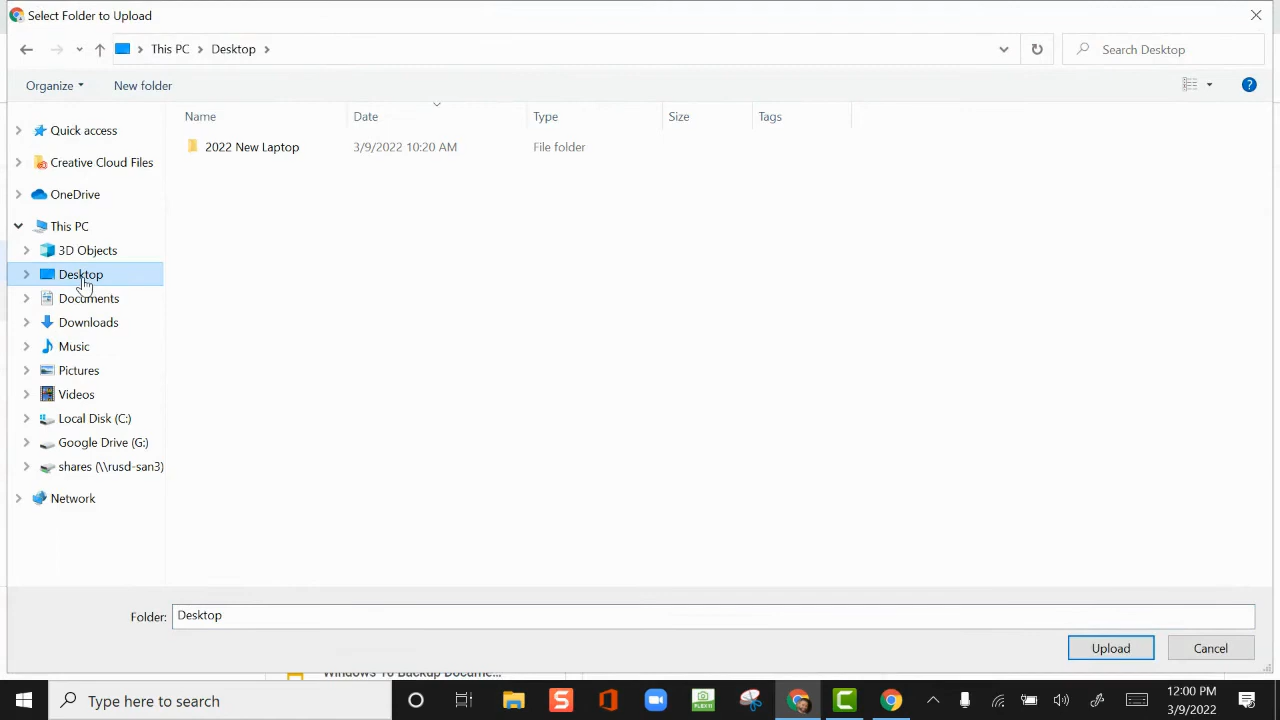 Select Folder to Upload
This PC
Desktop
Search Desktop
Organize
New folder
Name
Date
Type
Size
Tags
2022 New Laptop
3/9/2022 10:20 AM
File folder
Quick access
Creative Cloud Files
OneDrive
This PC
3D Objects
Desktop
Documents
Downloads
Music
Pictures
Videos
Local Disk (C:)
Google Drive (G:)
shares (\\rusd-san3)
Network
Folder:
Desktop
Upload
Cancel
Windows 10 Backup Docume...
Type here to search
12:00 PM
3/9/2022